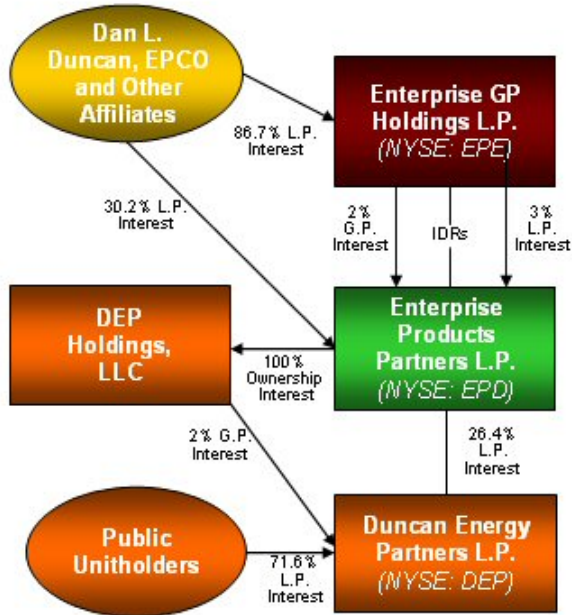 Dan L.
Duncan, EPCO
and Other
Affiliates
Enterprise GP
Holdings L.P.
(NYSE: EPE)
86.7% L.P.
Interest
30.2% L.P.
Interest
2%
G.P.
Interest
IDRs
3%
L.P.
Interest
DEP
Holdings,
LLC
100%
Ownership
Interest
Enterprise
Products
Partners L.P.
(NYSE: EPD)
2% G.P.
Interest
26.4%
L.P.
Interest
Public
Unitholders
71.6%
L.P.
Interest
Duncan Energy
Partners L.P.
(NYSE: DEP)